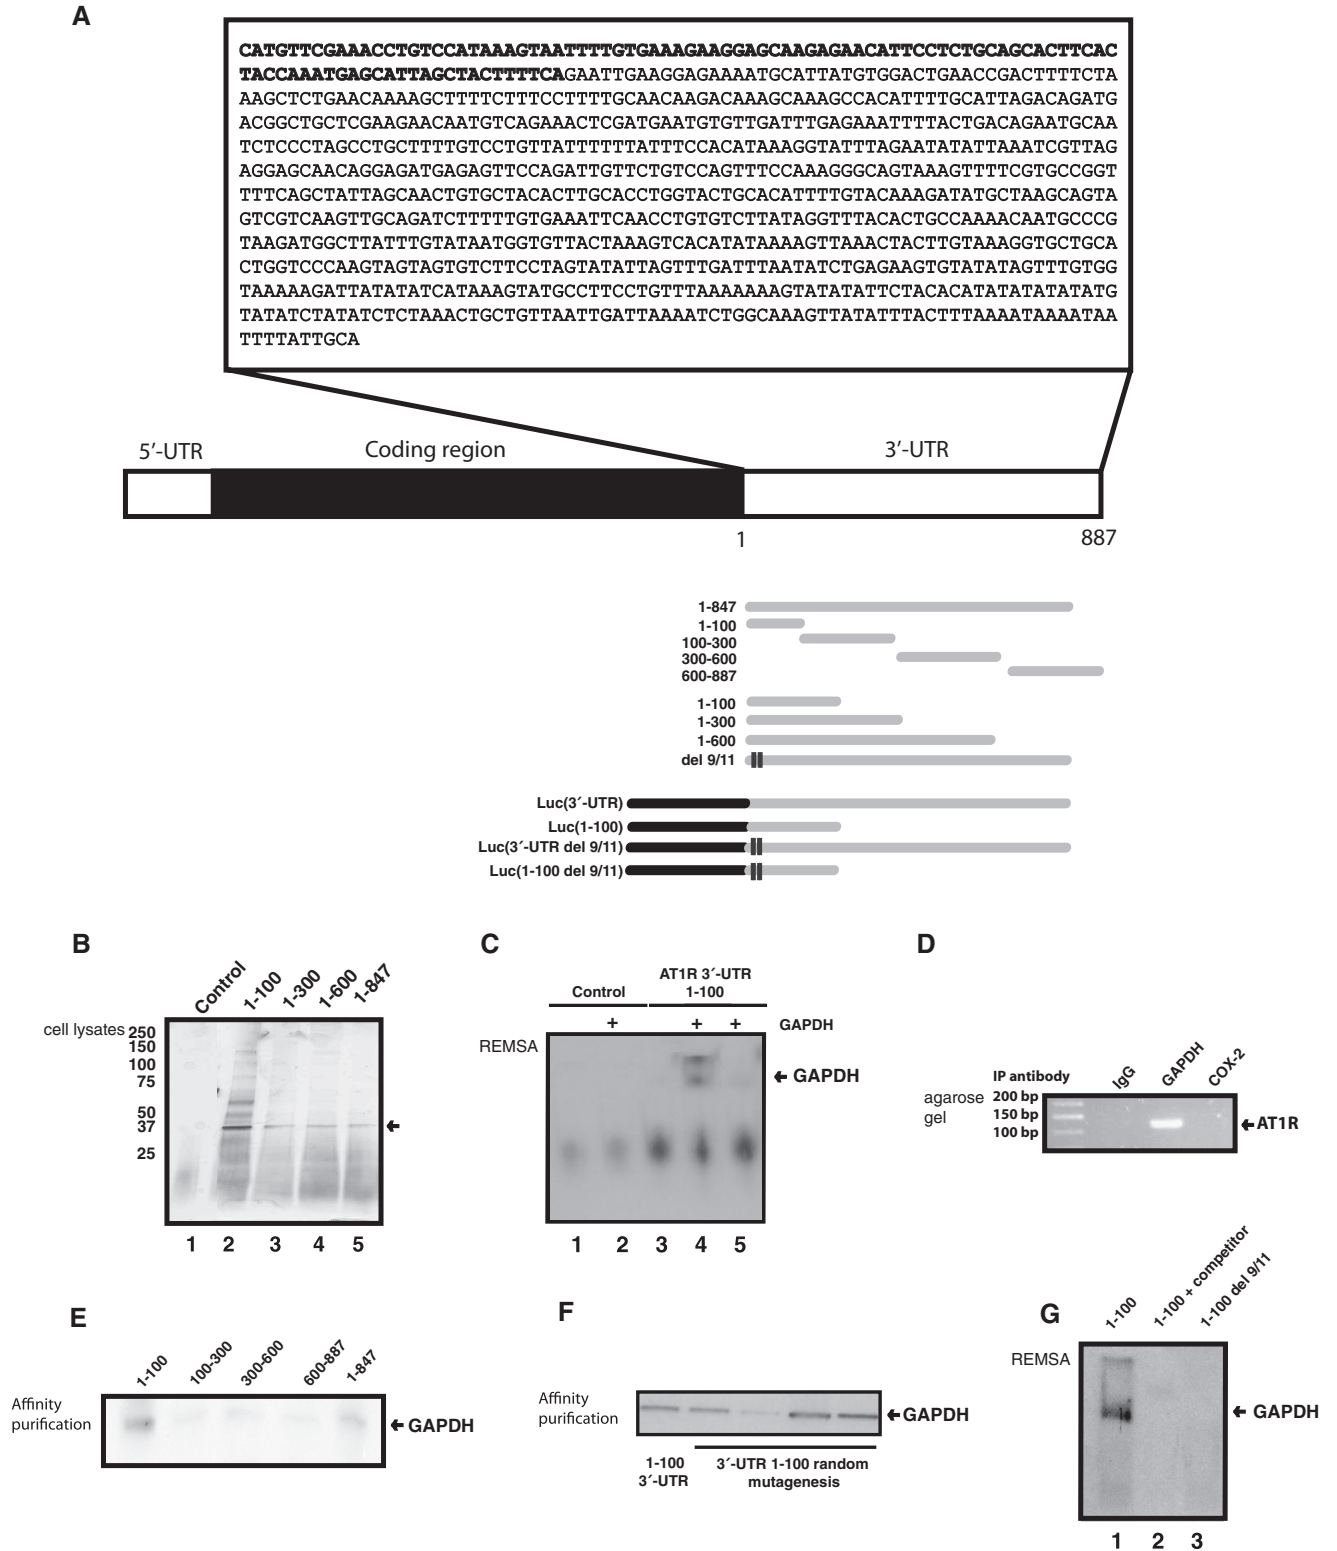 A
CATGTTCGAAACCTGTCCATAAAGTAATTTTGTGAAAGAAGGAGCAAGAGAACATTCCTCTGCAGCACTTCAC
TACCAAATGAGCATTAGCTACTTTTCAGAATTGAAGGAGAAAATGCATTATGTGGACTGAACCGACTTTTCTA
AAGCTCTGAACAAAAGCTTTTCTTTCCTTTTGCAACAAGACAAAGCAAAGCCACATTTTGCATTAGACAGATG
ACGGCTGCTCGAAGAACAATGTCAGAAACTCGATGAATGTGTTGATTTGAGAAATTTTACTGACAGAATGCAA
TCTCCCTAGCCTGCTTTTGTCCTGTTATTTTTTATTTCCACATAAAGGTATTTAGAATATATTAAATCGTTAG
AGGAGCAACAGGAGATGAGAGTTCCAGATTGTTCTGTCCAGTTTCCAAAGGGCAGTAAAGTTTTCGTGCCGGT
TTTCAGCTATTAGCAACTGTGCTACACTTGCACCTGGTACTGCACATTTTGTACAAAGATATGCTAAGCAGTA
GTCGTCAAGTTGCAGATCTTTTTGTGAAATTCAACCTGTGTCTTATAGGTTTACACTGCCAAAACAATGCCCG
TAAGATGGCTTATTTGTATAATGGTGTTACTAAAGTCACATATAAAAGTTAAACTACTTGTAAAGGTGCTGCA
CTGGTCCCAAGTAGTAGTGTCTTCCTAGTATATTAGTTTGATTTAATATCTGAGAAGTGTATATAGTTTGTGG
TAAAAAGATTATATATCATAAAGTATGCCTTCCTGTTTAAAAAAAGTATATATTCTACACATATATATATATG
TATATCTATATCTCTAAACTGCTGTTAATTGATTAAAATCTGGCAAAGTTATATTTACTTTAAAATAAAATAA
TTTTATTGCA
5′-UTR
Coding region
3′-UTR
1
887
1-847
1-100
100-300
300-600
600-887
1-100
1-300
1-600
del 9/11
Luc(3′-UTR)
Luc(1-100)
Luc(3′-UTR del 9/11)
Luc(1-100 del 9/11)
B
Control
1-100
1-300
1-600
1-847
cell lysates
250
150
100
75
50
37
25
1 2 3 4 5
C
AT1R 3′-UTR
Control 1-100
+ + + GAPDH
REMSA
GAPDH
1 2 3 4 5
D
IP antibody
IgG
GAPDH
COX-2
agarose
gel
200 bp
150 bp
100 bp
AT1R
E
1-100
100-300
300-600
600-887
1-847
Affinity
purification
GAPDH
F
Affinity
purification
GAPDH
1-100
3′-UTR
3′-UTR 1-100 random
mutagenesis
G
1-100
1-100 + competitor
1-100 del 9/11
REMSA
GAPDH
1 2 3